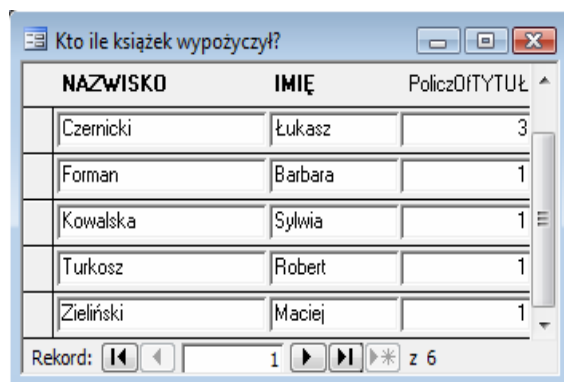 Kto ile książek wypożyczył?
NAZWISKO IMIĘ PoliczOfTYTUŁ
Czernicki Łukasz 3
Forman Barbara 1
Kowalska Sylwia 1
Turkosz Robert 1
Zieliński Maciej 1
Rekord: 1 z 6